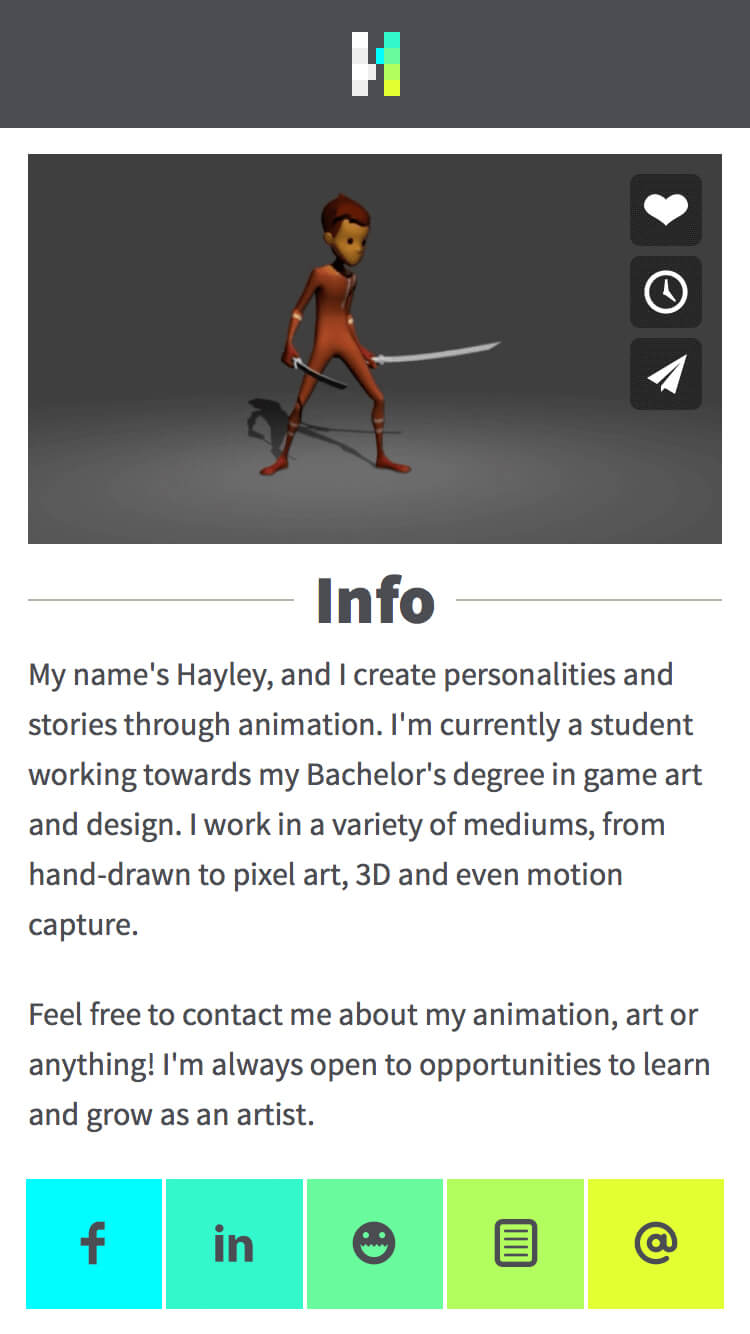 H
Info
My name's Hayley, and I create personalities and
stories through animation. I'm currently a student
working towards my Bachelor's degree in game art
and design. I work in a variety of mediums, from
hand-drawn to pixel art, 3D and even motion
capture.
Feel free to contact me about my animation, art or
anything! I'm always open to opportunities to learn
and grow as an artist.
f in @